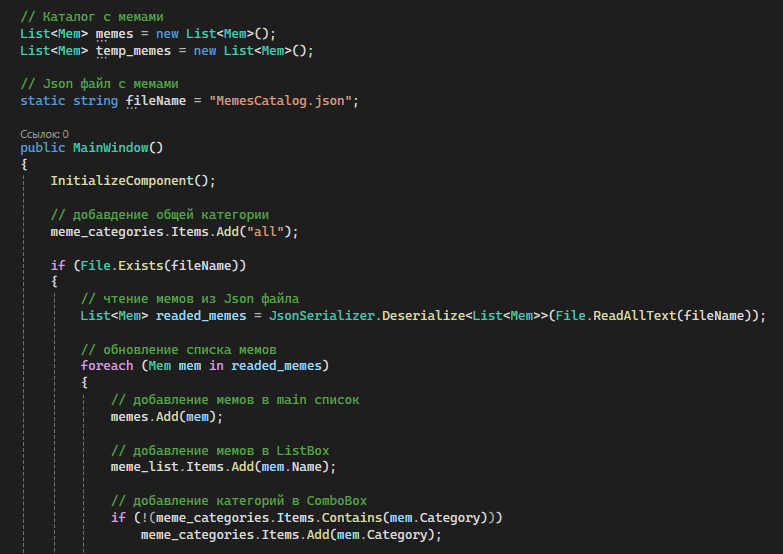 // Каталог с мемами
List<Mem> memes = new List<Mem>();
List<Mem> temp_memes = new List<Mem>();
// Json файл с мемами
static string fileName = "MemesCatalog.json";
Ссылок: 0
public MainWindow()
{
InitializeComponent();
// добавдение общей категории
meme_categories.Items.Add("all");
if (File.Exists(fileName))
{
// чтение мемов из Json файла
List<Mem> readed_memes = JsonSerializer.Deserialize<List<Mem>>(File.ReadAllText(fileName));
// обновление списка мемов
foreach (Mem mem in readed_memes)
{
// добавление мемов в main список
memes.Add(mem);
// добавление мемов в ListBox
meme_list.Items.Add(mem.Name);
// добавление категорий в ComboBox
if (!(meme_categories.Items.Contains(mem.Category)))
meme_categories.Items.Add(mem.Category);